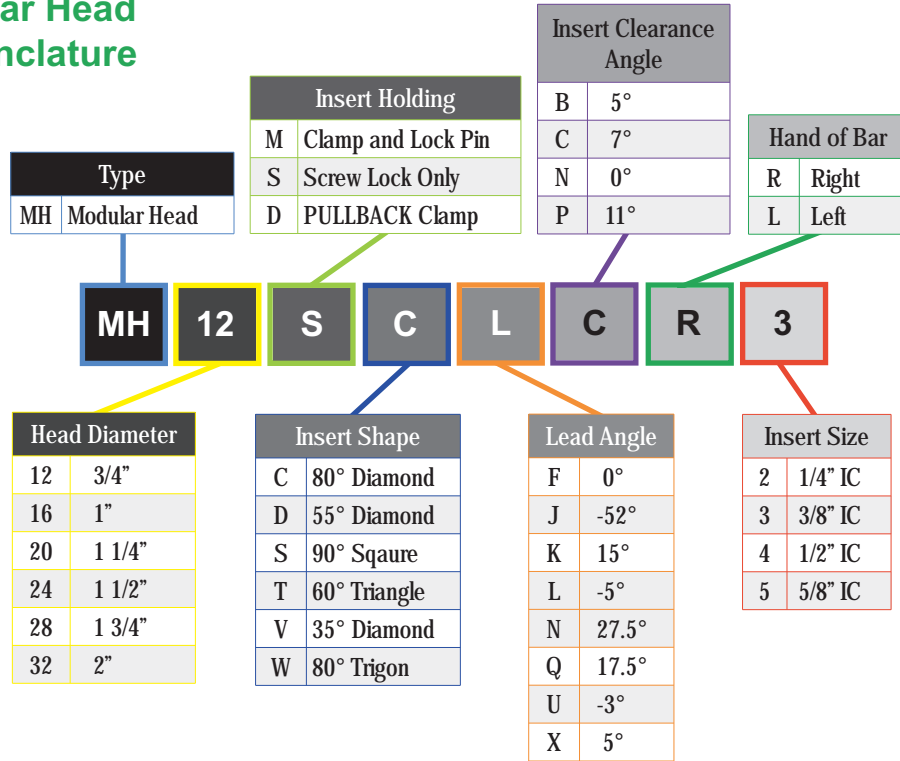 ar Head
nclature
Insert Clearance
Angle
B 5°
C 7°
N 0°
P 11°
Insert Holding
M Clamp and Lock Pin
S Screw Lock Only
D PULLBACK Clamp
Type
MH Modular Head
Hand of Bar
R Right
L Left
MH 12 S C L C R 3
Head Diameter
12 3/4”
16 1”
20 1 1/4”
24 1 1/2”
28 1 3/4”
32 2”
Insert Shape
C 80° Diamond
D 55° Diamond
S 90° Sqaure
T 60° Triangle
V 35° Diamond
W 80° Trigon
Lead Angle
F 0°
J -52°
K 15°
L -5°
N 27.5°
Q 17.5°
U -3°
X 5°
Insert Size
2 1/4” IC
3 3/8” IC
4 1/2” IC
5 5/8” IC